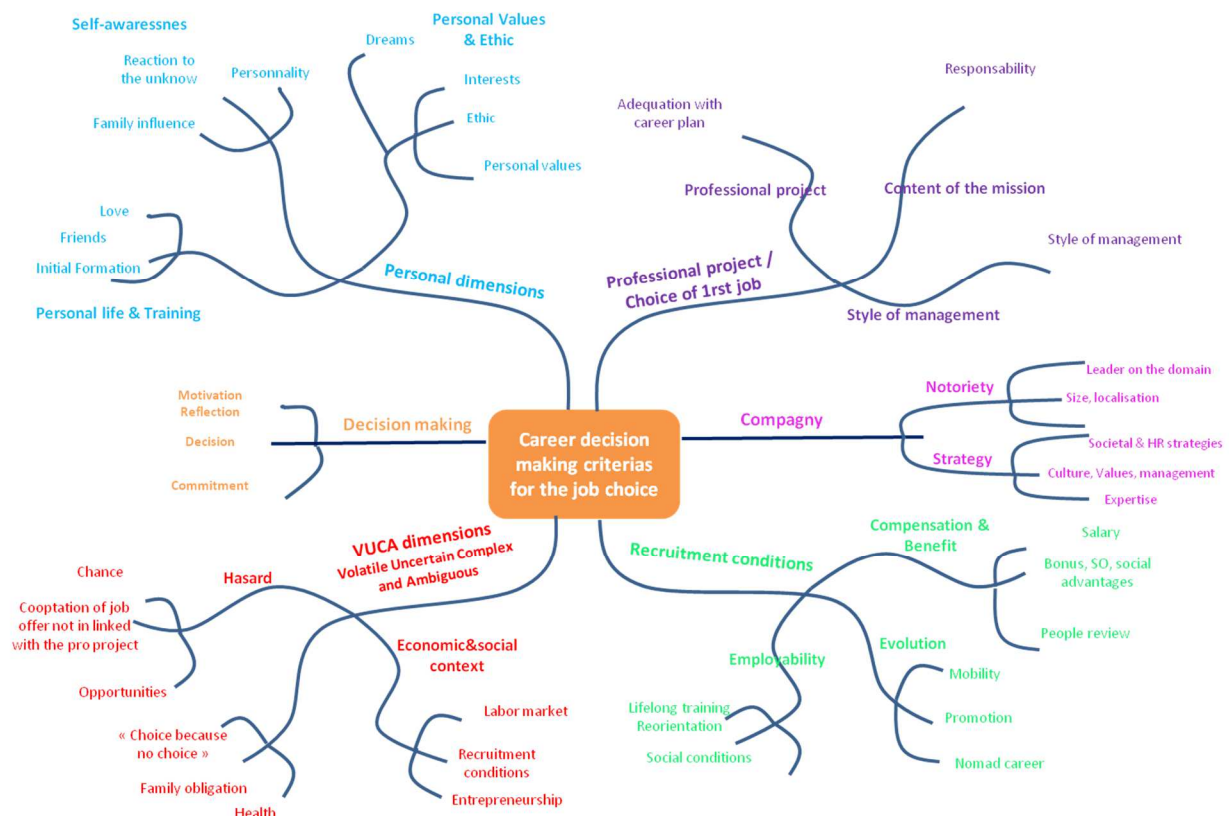 Self-awaressnes
Reaction to
the unknow
Personnality
Family influence
Dreams
Personal Values
& Ethic
Interests
Ethic
Personal values
Love
Friends
Initial Formation
Personal life & Training
Personal dimensions
Adequation with
career plan
Responsability
Professional project
Content of the mission
Style of management
Professional project /
Choice of 1rst job
Style of management
Motivation
Reflection
Decision
Commitment
Decision making
Career decision
making criterias
for the job choice
Compagny
Notoriety
Leader on the domain
Size, localisation
Strategy
Societal & HR strategies
Culture, Values, management
Expertise
VUCA dimensions
Volatile Uncertain Complex
and Ambiguous
Chance
Hasard
Cooptation of job
offer not in linked
with the pro project
Opportunities
Economic&social
context
« Choice because
no choice »
Family obligation
Health
Labor market
Recruitment
conditions
Entrepreneurship
Recruitment conditions
Compensation &
Benefit
Salary
Bonus, SO, social
advantages
People review
Employability
Evolution
Mobility
Promotion
Nomad career
Lifelong training
Reorientation
Social conditions